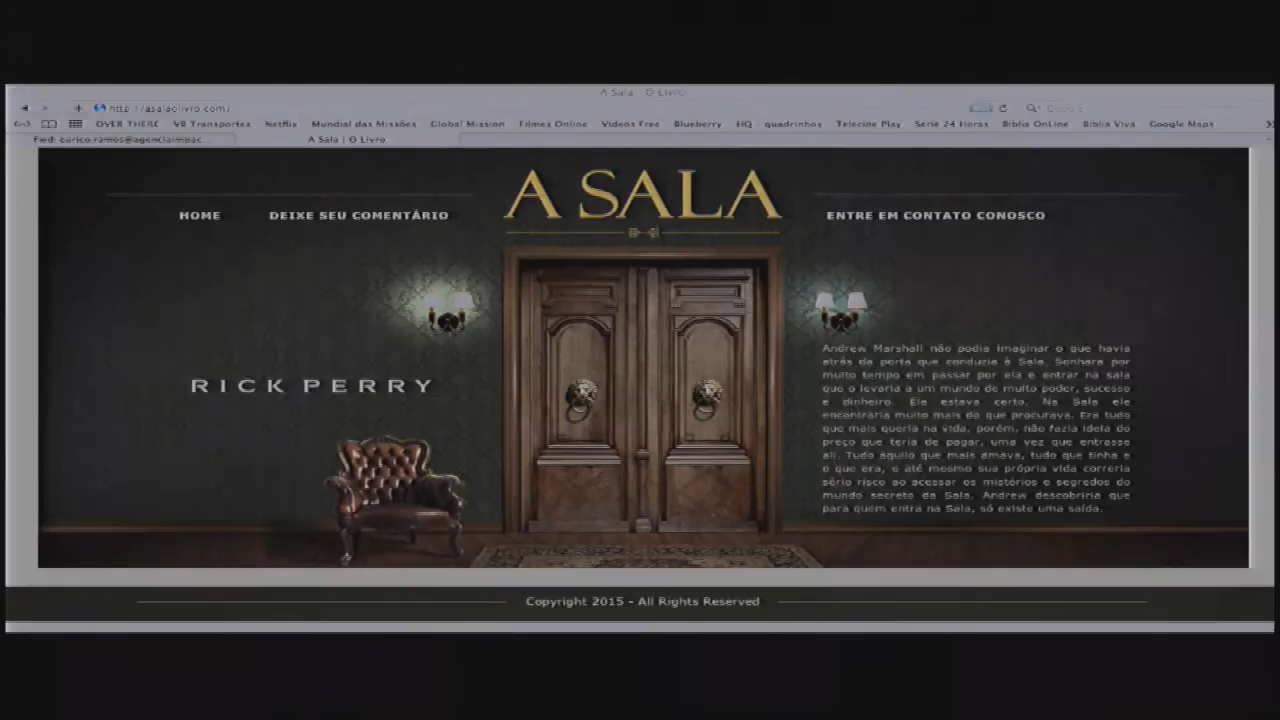 A Sala | O Livro
http://asalaolivro.com/
OVER THERE VB Transportes Netflix Mundial das Missões Global Mission Filmes Online Videos Free Blueberry HQ - quadrinhos Telecine Play Serie 24 Horas Bíblia OnLine Bíblia Viva Google Maps
Fwd: eurico.ramos@agenciaimpac...
A Sala | O Livro
A SALA
HOME
DEIXE SEU COMENTÁRIO
ENTRE EM CONTATO CONOSCO
RICK PERRY
Andrew Marshall não podia imaginar o que havia
atrás da porta que conduzia à Sala. Sonhara por
muito tempo em passar por ela e entrar na sala
que o levaria a um mundo de muito poder, sucesso
e dinheiro. Ele estava certo. Na Sala ele
encontraria muito mais do que procurava. Era tudo
que mais queria na vida, porém, não fazia ideia do
preço que teria de pagar, uma vez que entrasse
ali. Tudo aquilo que mais amava, tudo que tinha e
o que era, e até mesmo sua própria vida correria
sério risco ao acessar os mistérios e segredos do
mundo secreto da Sala. Andrew descobriria que
para quem entra na Sala, só existe uma saída.
Copyright 2015 - All Rights Reserved